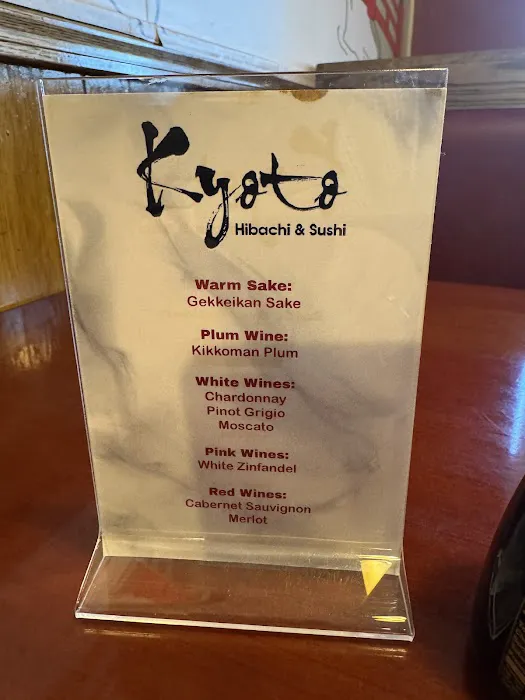 Kyoto
Hibachi & Sushi
Warm Sake:
Gekkeikan Sake
Plum Wine:
Kikkoman Plum
White Wines:
Chardonnay
Pinot Grigio
Moscato
Pink Wines:
White Zinfandel
Red Wines:
Cabernet Sauvignon
Merlot